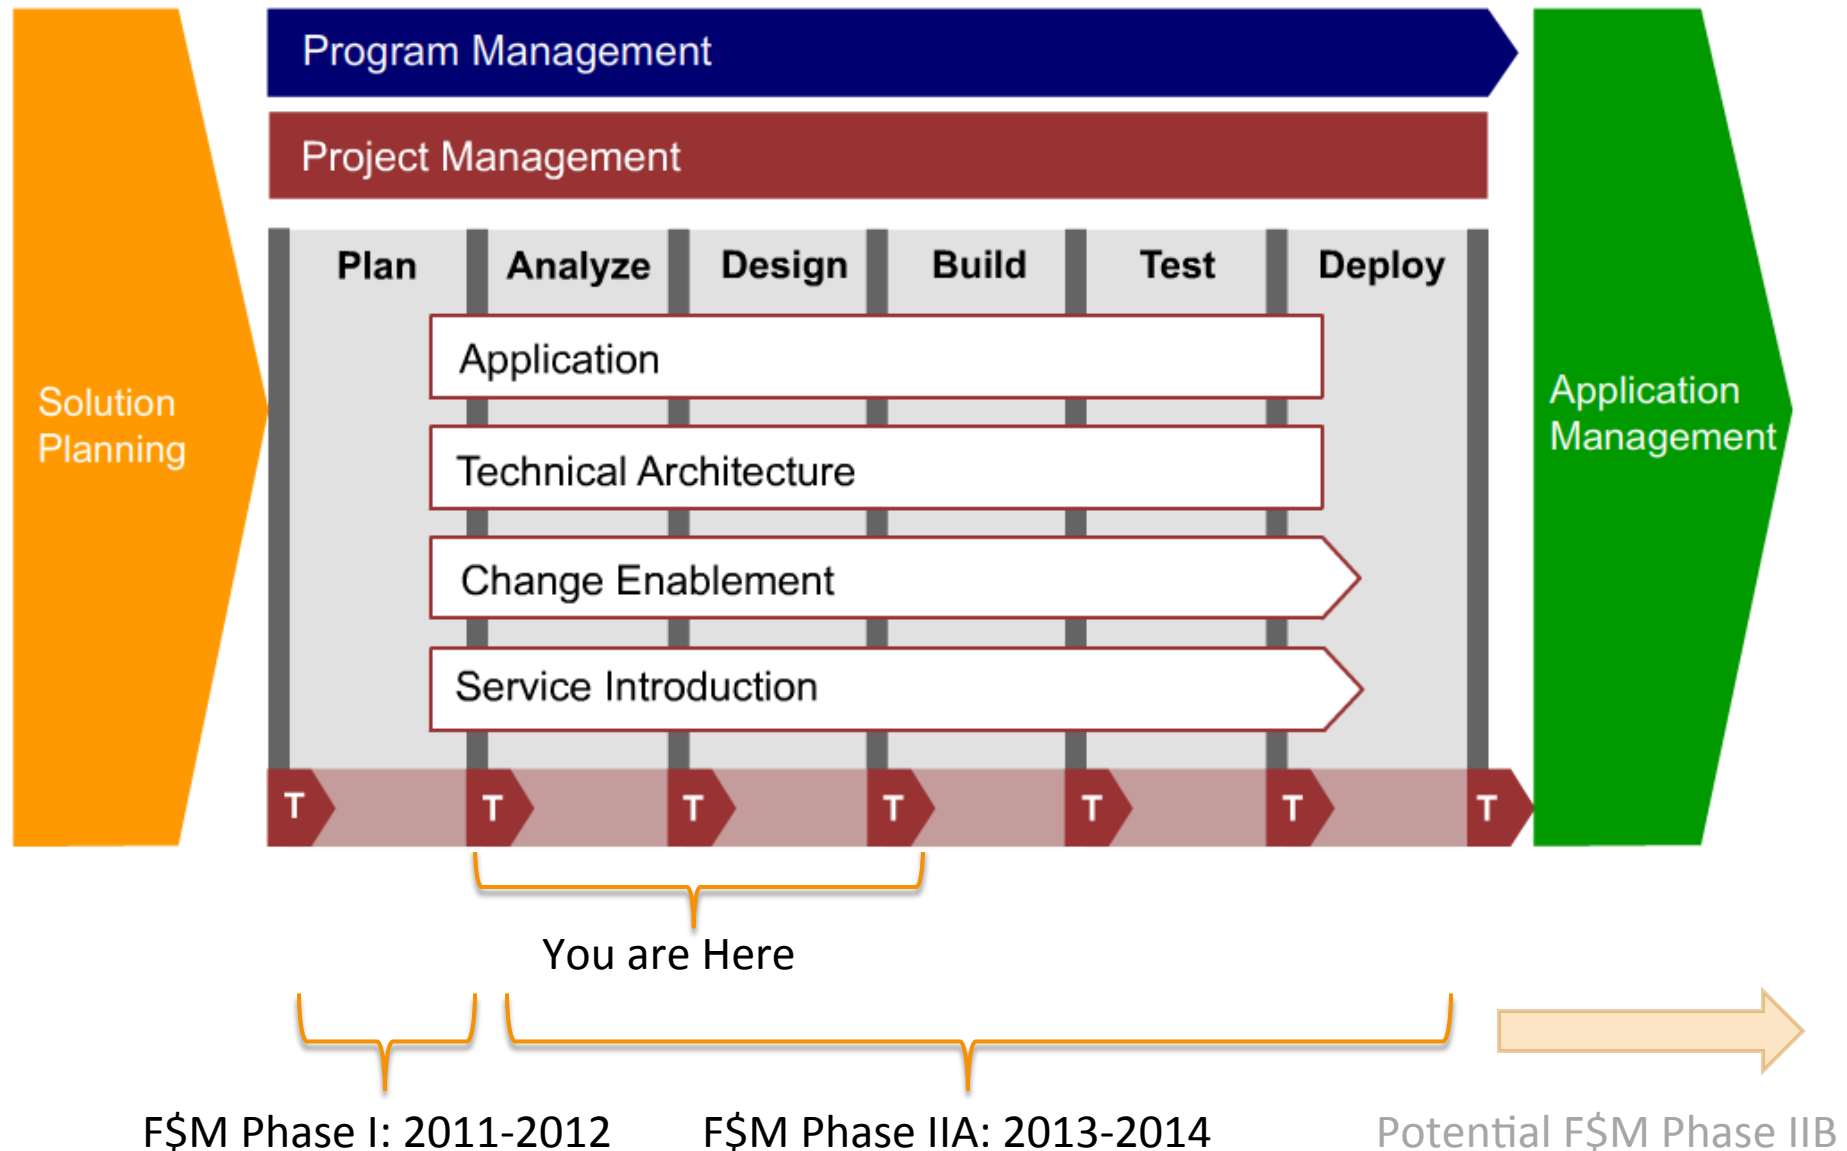 Program Management
Project Management
Plan Analyze Design Build Test Deploy
Application
Technical Architecture
Change Enablement
Service Introduction
Solution
Planning
Application
Management
T T T T T T T
You are Here
F$M Phase I: 2011-2012
F$M Phase IIA: 2013-2014
Potential F$M Phase IIB